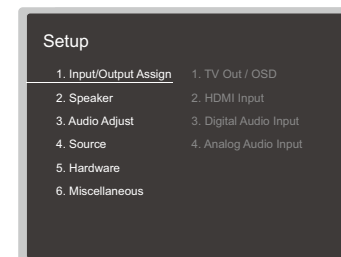 Setup
1. Input/Output Assign
2. Speaker
3. Audio Adjust
4. Source
5. Hardware
6. Miscellaneous
1. TV Out / OSD
2. HDMI Input
3. Digital Audio Input
4. Analog Audio Input